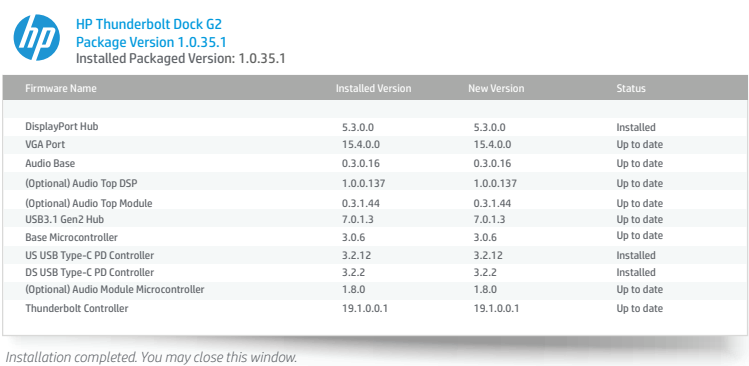 hp
HP Thunderbolt Dock G2
Package Version 1.0.35.1
Installed Packaged Version: 1.0.35.1
Firmware Name Installed Version New Version Status
DisplayPort Hub 5.3.0.0 5.3.0.0 Installed
VGA Port 15.4.0.0 15.4.0.0 Up to date
Audio Base 0.3.0.16 0.3.0.16 Up to date
(Optional) Audio Top DSP 1.0.0.137 1.0.0.137 Up to date
(Optional) Audio Top Module 0.3.1.44 0.3.1.44 Up to date
USB3.1 Gen2 Hub 7.0.1.3 7.0.1.3 Up to date
Base Microcontroller 3.0.6 3.0.6 Up to date
US USB Type-C PD Controller 3.2.12 3.2.12 Installed
DS USB Type-C PD Controller 3.2.2 3.2.2 Installed
(Optional) Audio Module Microcontroller 1.8.0 1.8.0 Up to date
Thunderbolt Controller 19.1.0.0.1 19.1.0.0.1 Up to date
Installation completed. You may close this window.